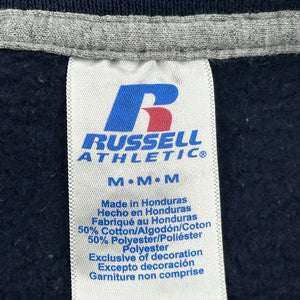 RUSSELL
ATHLETIC®
M • M • M
Made in Honduras
Hecho en Honduras
Fabriqué au Honduras
50% Cotton/Algodón/Coton
50% Polyester/Poliéster
Polyester
Exclusive of decoration
Excepto decoración
Garniture non comprise